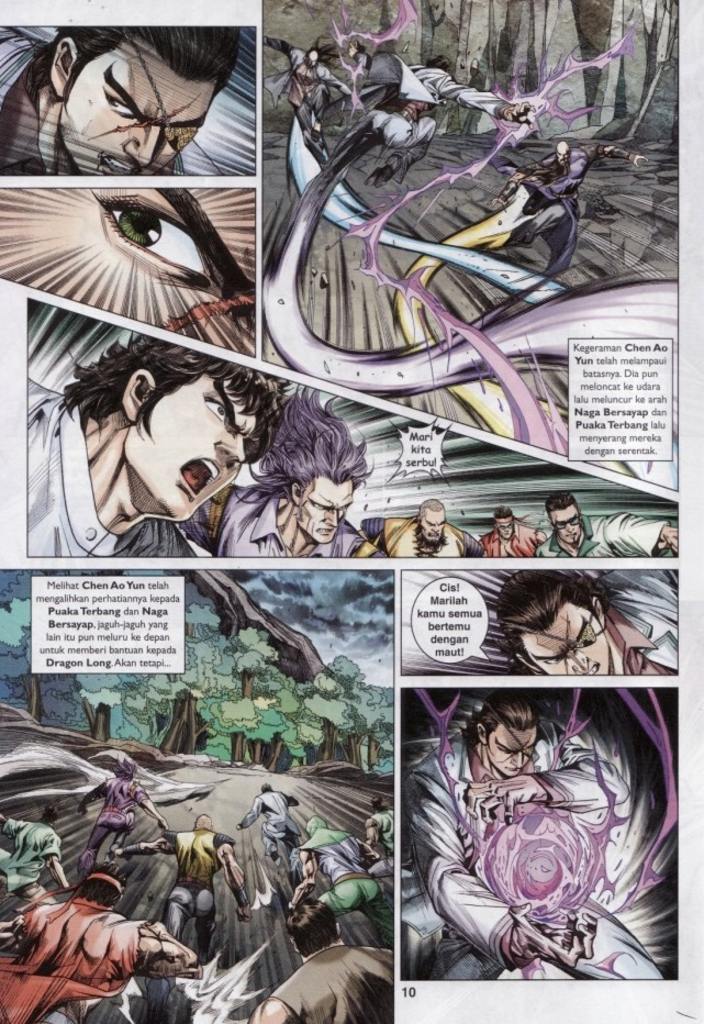 Kegeraman Chen Ao
Yun telah melampaui
batasnya. Dia pun
meloncat ke udara
lalu meluncur ke arah
Naga Bersayap dan
Puaka Terbang lalu
menyerang mereka
dengan serentak.
Mari
kita
serbu!
Melihat Chen Ao Yun telah
mengalihkan perhatiannya kepada
Puaka Terbang dan Naga
Bersayap, jaguh-jaguh yang
lain itu pun meluru ke depan
untuk memberi bantuan kepada
Dragon Long. Akan tetapi...
Cis!
Marilah
kamu semua
bertemu
dengan
maut!
10